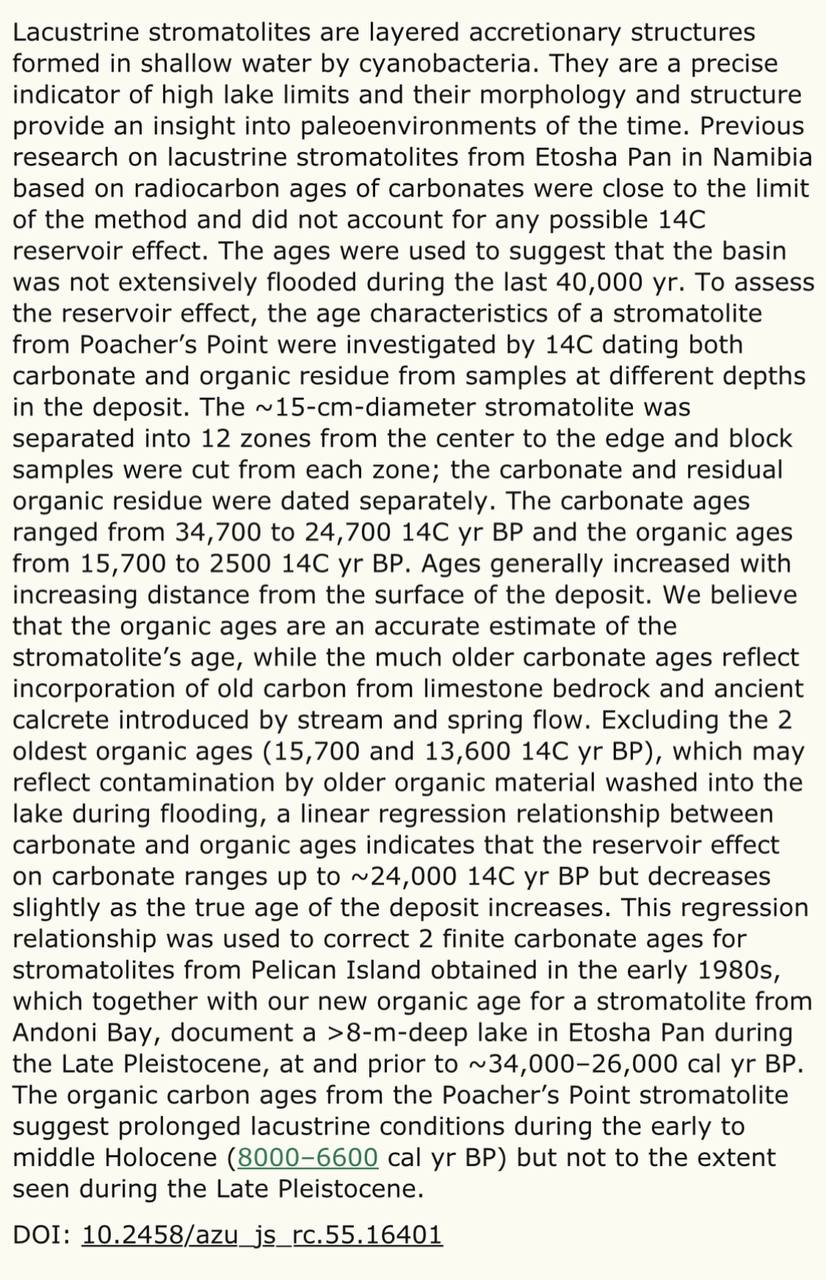 Lacustrine stromatolites are layered accretionary structures
formed in shallow water by cyanobacteria. They are a precise
indicator of high lake limits and their morphology and structure
provide an insight into paleoenvironments of the time. Previous
research on lacustrine stromatolites from Etosha Pan in Namibia
based on radiocarbon ages of carbonates were close to the limit
of the method and did not account for any possible 14C
reservoir effect. The ages were used to suggest that the basin
was not extensively flooded during the last 40,000 yr. To assess
the reservoir effect, the age characteristics of a stromatolite
from Poacher’s Point were investigated by 14C dating both
carbonate and organic residue from samples at different depths
in the deposit. The ~15-cm-diameter stromatolite was
separated into 12 zones from the center to the edge and block
samples were cut from each zone; the carbonate and residual
organic residue were dated separately. The carbonate ages
ranged from 34,700 to 24,700 14C yr BP and the organic ages
from 15,700 to 2500 14C yr BP. Ages generally increased with
increasing distance from the surface of the deposit. We believe
that the organic ages are an accurate estimate of the
stromatolite’s age, while the much older carbonate ages reflect
incorporation of old carbon from limestone bedrock and ancient
calcrete introduced by stream and spring flow. Excluding the 2
oldest organic ages (15,700 and 13,600 14C yr BP), which may
reflect contamination by older organic material washed into the
lake during flooding, a linear regression relationship between
carbonate and organic ages indicates that the reservoir effect
on carbonate ranges up to ~24,000 14C yr BP but decreases
slightly as the true age of the deposit increases. This regression
relationship was used to correct 2 finite carbonate ages for
stromatolites from Pelican Island obtained in the early 1980s,
which together with our new organic age for a stromatolite from
Andoni Bay, document a >8-m-deep lake in Etosha Pan during
the Late Pleistocene, at and prior to ~34,000–26,000 cal yr BP.
The organic carbon ages from the Poacher’s Point stromatolite
suggest prolonged lacustrine conditions during the early to
middle Holocene (8000–6600 cal yr BP) but not to the extent
seen during the Late Pleistocene.
DOI: 10.2458/azu_js_rc.55.16401